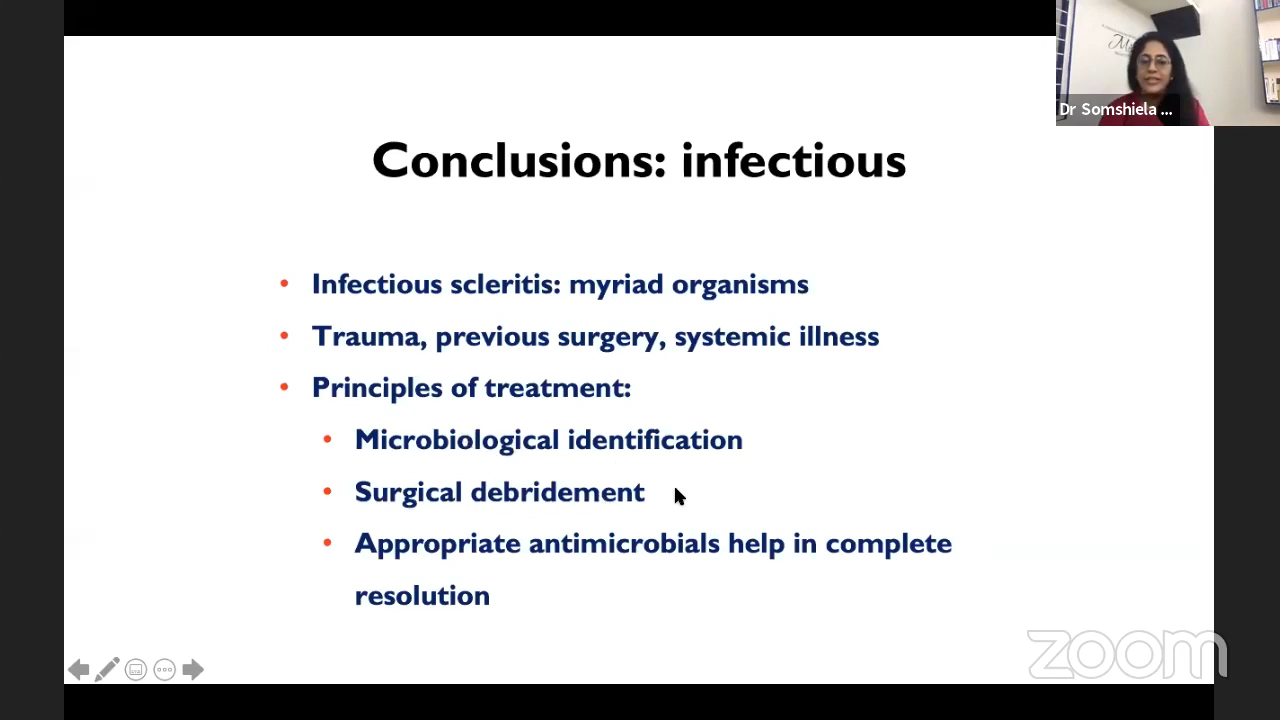 Dr Somshiela ...
Conclusions: infectious
• Infectious scleritis: myriad organisms
• Trauma, previous surgery, systemic illness
• Principles of treatment:
• Microbiological identification
• Surgical debridement
• Appropriate antimicrobials help in complete
resolution
zoom